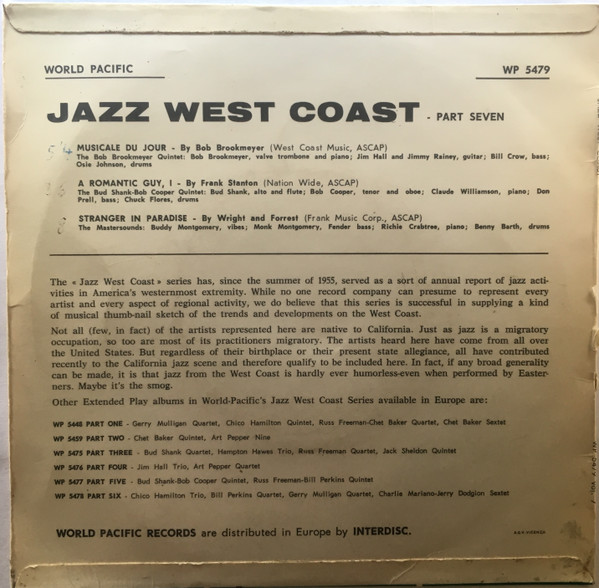 WORLD PACIFIC WP 5479
JAZZ WEST COAST - PART SEVEN
MUSICALE DU JOUR - By Bob Brookmeyer (West Coast Music, ASCAP)
The Bob Brookmeyer Quintet: Bob Brookmeyer, valve trombone and piano; Jim Hall and Jimmy Rainey, guitar; Bill Crow, bass;
Osie Johnson, drums
A ROMANTIC GUY, I - By Frank Stanton (Nation Wide, ASCAP)
The Bud Shank-Bob Cooper Quintet: Bud Shank, alto and flute; Bob Cooper, tenor and oboe; Claude Williamson, piano; Don
Prell, bass; Chuck Flores, drums
STRANGER IN PARADISE - By Wright and Forrest (Frank Music Corp., ASCAP)
The Mastersounds: Buddy Montgomery, vibes; Monk Montgomery, Fender bass; Richie Crabtree, piano; Benny Barth, drums
The « Jazz West Coast » series has, since the summer of 1955, served as a sort of annual report of jazz acti-
vities in America's westernmost extremity. While no one record company can presume to represent every
artist and every aspect of regional activity, we do believe that this series is successful in supplying a kind
of musical thumb-nail sketch of the trends and developments on the West Coast.
Not all (few, in fact) of the artists represented here are native to California. Just as jazz is a migratory
occupation, so too are most of its practitioners migratory. The artists heard here have come from all over
the United States. But regardless of their birthplace or their present state allegiance, all have contributed
recently to the California jazz scene and therefore qualify to be included here. In fact, if any broad generality
can be made, it is that jazz from the West Coast is hardly ever humorless-even when performed by Easter-
ners. Maybe it's the smog.
Other Extended Play albums in World-Pacific's Jazz West Coast Series available in Europe are:
WP 5448 PART ONE - Gerry Mulligan Quartet, Chico Hamilton Quintet, Russ Freeman-Chet Baker Quartet, Chet Baker Sextet
WP 5459 PART TWO - Chet Baker Quintet, Art Pepper Nine
WP 5475 PART THREE - Bud Shank Quartet, Hampton Hawes Trio, Russ Freeman Quartet, Jack Sheldon Quintet
WP 5476 PART FOUR - Jim Hall Trio, Art Pepper Quartet
WP 5477 PART FIVE - Bud Shank-Bob Cooper Quintet, Russ Freeman-Bill Perkins Quintet
WP 5478 PART SIX - Chico Hamilton Trio, Bill Perkins Quartet, Gerry Mulligan Quartet, Charlie Mariano-Jerry Dodgion Sextet
WORLD PACIFIC RECORDS are distributed in Europe by INTERDISC.